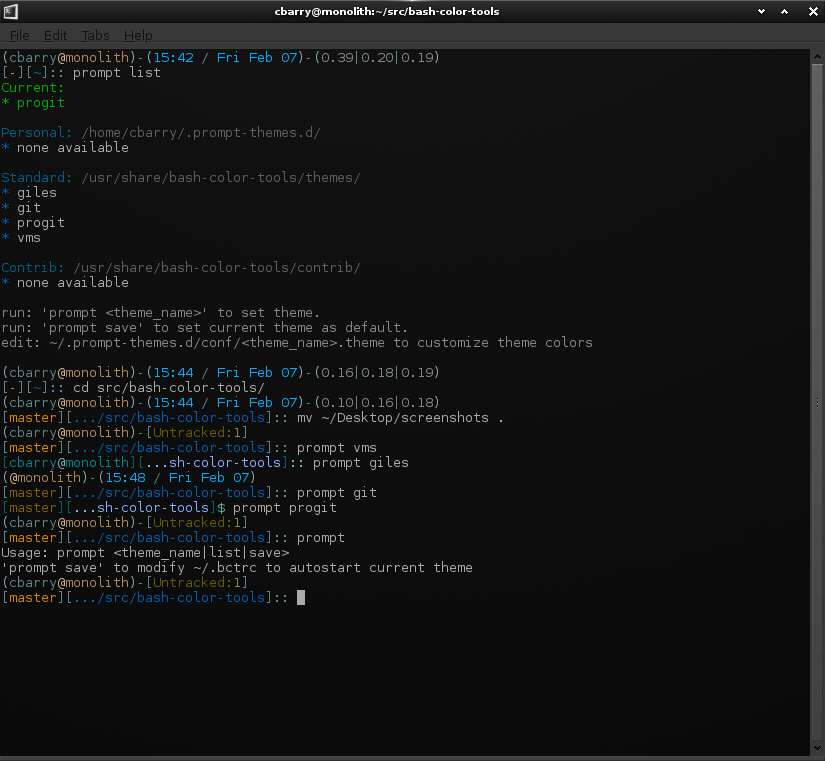 cbarry@monolith:~/src/bash-color-tools
File Edit Tabs Help
(cbarry@monolith)-(15:42 / Fri Feb 07)-(0.39|0.20|0.19)
[-][~]:: prompt list
Current:
* progit
Personal: /home/cbarry/.prompt-themes.d/
* none available
Standard: /usr/share/bash-color-tools/themes/
* giles
* git
* progit
* vms
Contrib: /usr/share/bash-color-tools/contrib/
* none available
run: 'prompt <theme_name>' to set theme.
run: 'prompt save' to set current theme as default.
edit: ~/.prompt-themes.d/conf/<theme_name>.theme to customize theme colors
(cbarry@monolith)-(15:44 / Fri Feb 07)-(0.16|0.18|0.19)
[-][~]:: cd src/bash-color-tools/
(cbarry@monolith)-(15:44 / Fri Feb 07)-(0.10|0.16|0.18)
[master][.../src/bash-color-tools]:: mv ~/Desktop/screenshots .
(cbarry@monolith)-[Untracked:1]
[master][.../src/bash-color-tools]:: prompt vms
[cbarry@monolith][...sh-color-tools]:: prompt giles
(@monolith)-(15:48 / Fri Feb 07)
[master][.../src/bash-color-tools]:: prompt git
[master][...sh-color-tools]$ prompt progit
(cbarry@monolith)-[Untracked:1]
[master][.../src/bash-color-tools]:: prompt
Usage: prompt <theme_name|list|save>
'prompt save' to modify ~/.bctrc to autostart current theme
(cbarry@monolith)-[Untracked:1]
[master][.../src/bash-color-tools]::